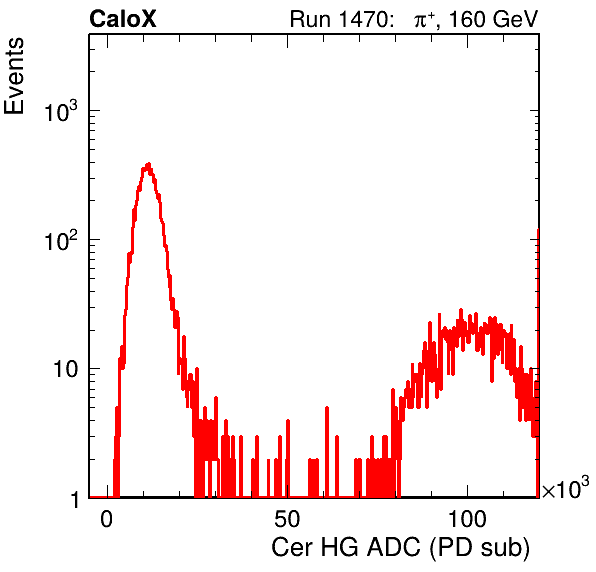 CaloX Run 1470: π⁺, 160 GeV
Events
10³
10²
10
1
0 50 100 ×10³
Cer HG ADC (PD sub)